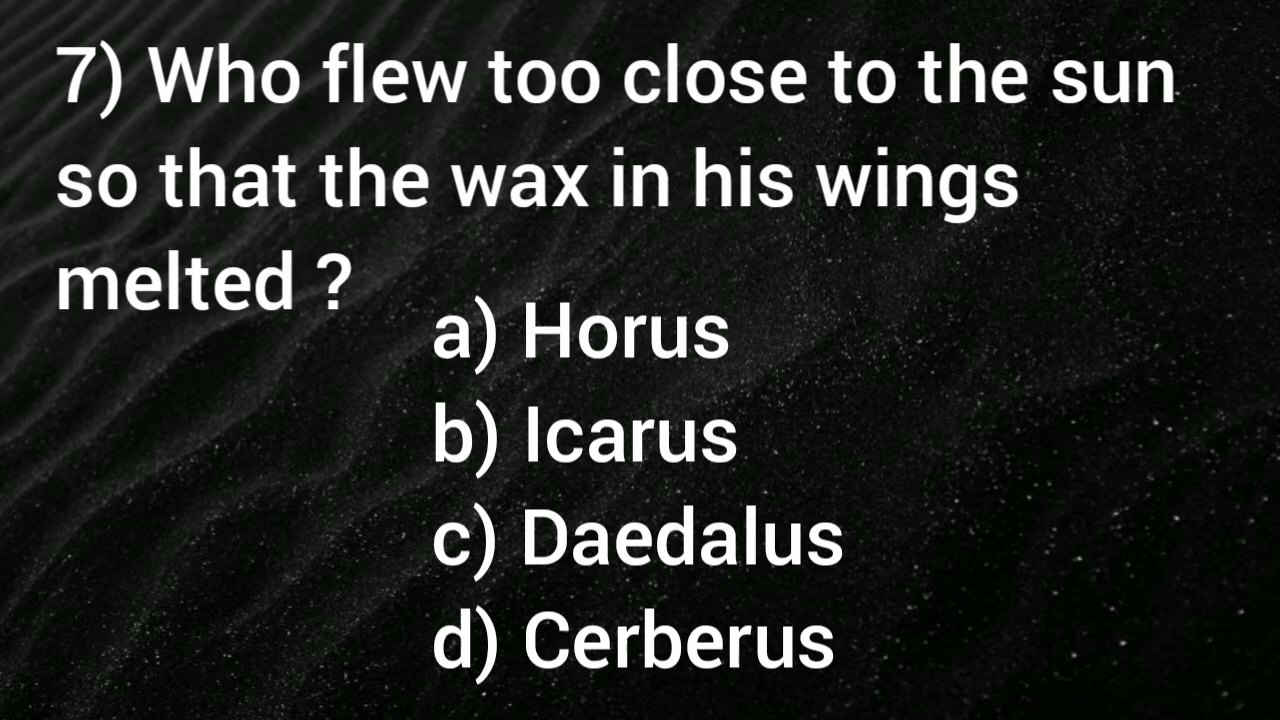 7) Who flew too close to the sun
so that the wax in his wings
melted ?
a) Horus
b) Icarus
c) Daedalus
d) Cerberus